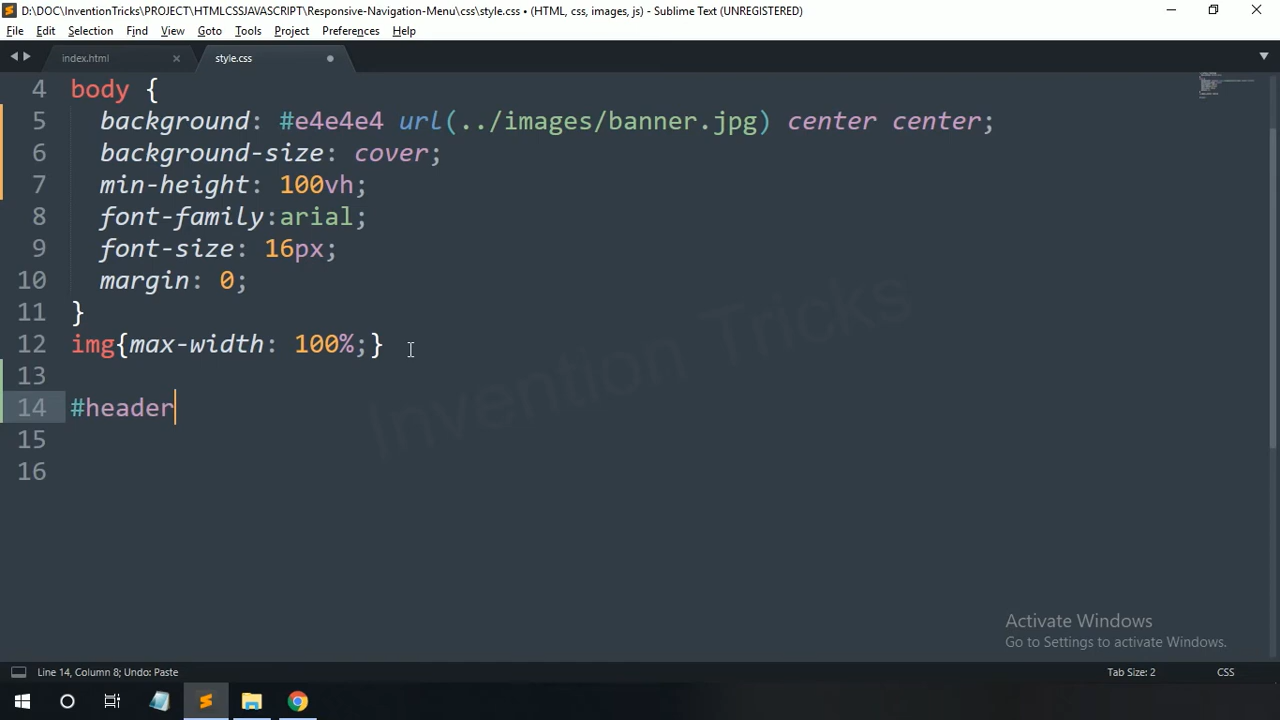 D:\DOC\InventionTricks\PROJECT\HTMLCSSJAVASCRIPT\Responsive-Navigation-Menu\css\style.css • (HTML, css, images, js) - Sublime Text (UNREGISTERED)
File Edit Selection Find View Goto Tools Project Preferences Help
index.html style.css
4 body {
5 background: #e4e4e4 url(../images/banner.jpg) center center;
6 background-size: cover;
7 min-height: 100vh;
8 font-family:arial;
9 font-size: 16px;
10 margin: 0;
11 }
12 img{max-width: 100%;}
13
14 #header
15
16
Invention Tricks
Activate Windows
Go to Settings to activate Windows.
Line 14, Column 8; Undo: Paste Tab Size: 2 CSS